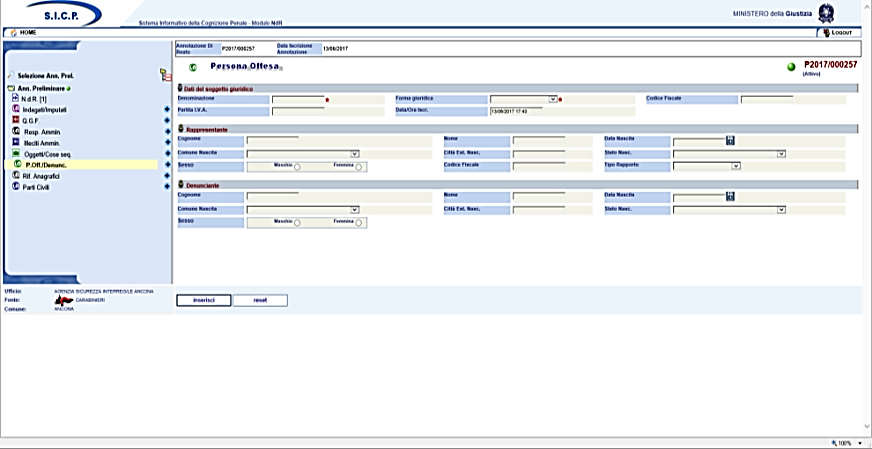 S.I.C.P.
Sistema Informativo della Cognizione Penale - Modulo NdR
MINISTERO della Giustizia
HOME
LOGOUT
Annotazione Di Reato P2017/000257 Data Iscrizione Annotazione 13/06/2017
Persona Offesa
P2017/000257
(Attivo)
Selezione Ann. Prel.
Ann. Preliminare
N.d.R. [1]
Indagati/Imputati
Q.G.F.
Resp. Ammin.
Illeciti Ammin.
Oggetti/Cose seq.
P.Off./Denunc.
Rif. Anagrafici
Parti Civili
Dati del soggetto giuridico
Denominazione * Forma giuridica * Codice Fiscale
Partita I.V.A. Data/Ora Iscr. 13/06/2017 17:43
Rappresentante
Cognome Nome Data Nascita
Comune Nascita Città Est. Nasc. Stato Nasc.
Sesso Maschio Femmina Codice Fiscale Tipo Rapporto
Denunciante
Cognome Nome Data Nascita
Comune Nascita Città Est. Nasc. Stato Nasc.
Sesso Maschio Femmina
Ufficio: AGENZIA SICUREZZA INTERREG/LE ANCONA
Fonte: CARABINIERI
Comune: ANCONA
inserisci reset
100%